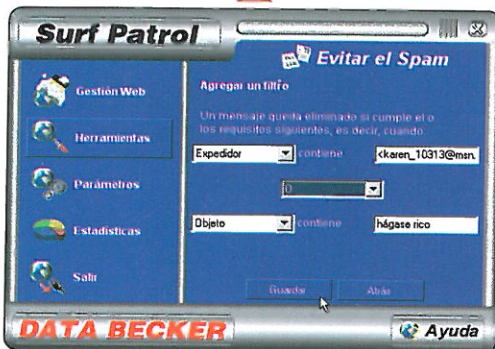 Surf Patrol
Evitar el Spam
Gestión Web
Herramientas
Parámetros
Estadísticas
Salir
Agregar un filtro
Un mensaje queda eliminado si cumple el o
los requisitos siguientes, es decir, cuando
Expedidor contiene <karen_10313@msn.
O
Objeto contiene hágase rico
Guardar Atrás
DATA BECKER
Ayuda